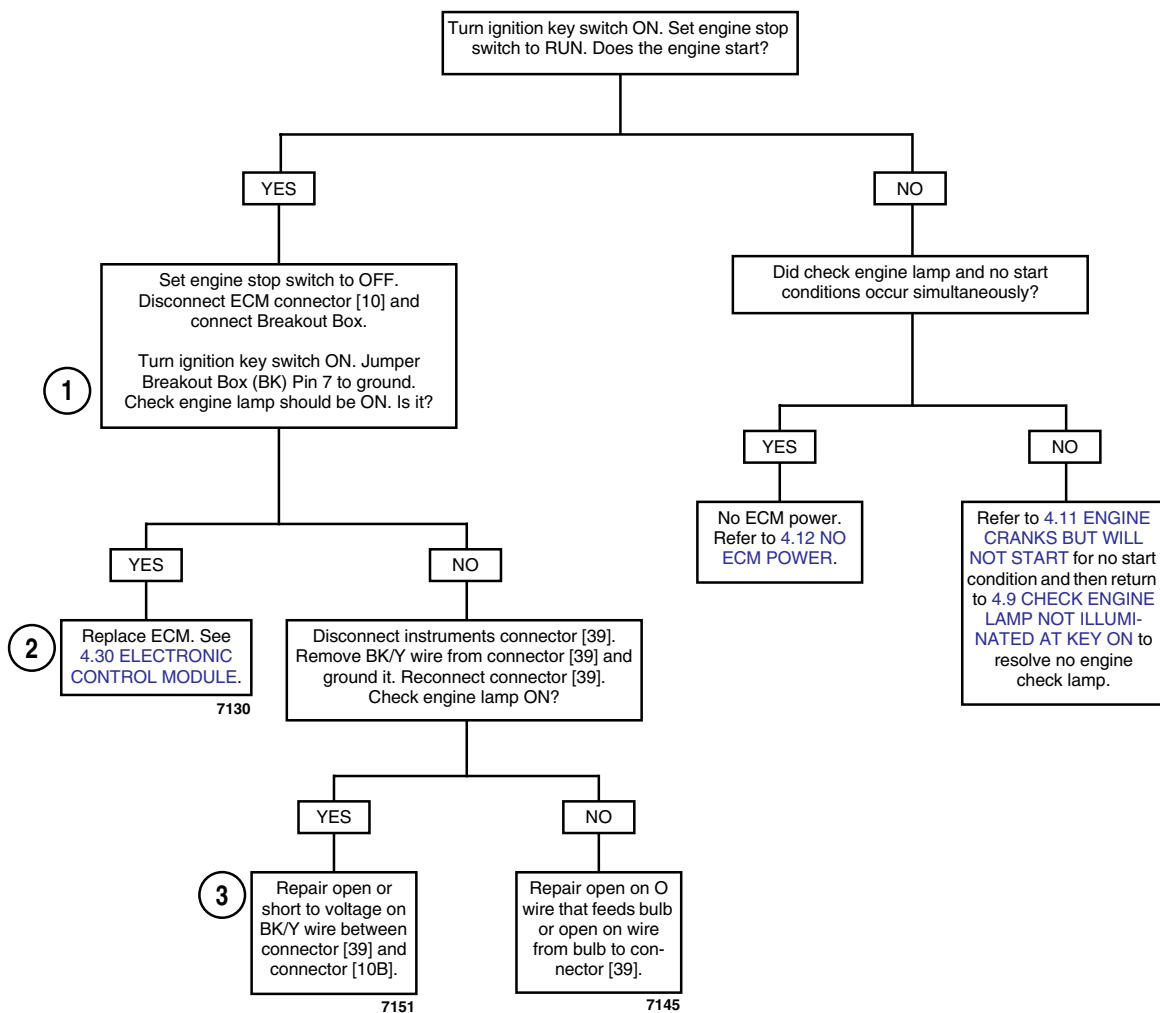 Turn ignition key switch ON. Set engine stop
switch to RUN. Does the engine start?
YES
NO
Set engine stop switch to OFF.
Disconnect ECM connector [10] and
connect Breakout Box.
Turn ignition key switch ON. Jumper
Breakout Box (BK) Pin 7 to ground.
Check engine lamp should be ON. Is it?
1
Did check engine lamp and no start
conditions occur simultaneously?
YES
NO
No ECM power.
Refer to 4.12 NO
ECM POWER.
Refer to 4.11 ENGINE
CRANKS BUT WILL
NOT START for no start
condition and then return
to 4.9 CHECK ENGINE
LAMP NOT ILLUMI-
NATED AT KEY ON to
resolve no engine
check lamp.
YES
NO
2
Replace ECM. See
4.30 ELECTRONIC
CONTROL MODULE.
7130
Disconnect instruments connector [39].
Remove BK/Y wire from connector [39] and
ground it. Reconnect connector [39].
Check engine lamp ON?
YES
NO
3
Repair open or
short to voltage on
BK/Y wire between
connector [39] and
connector [10B].
7151
Repair open on O
wire that feeds bulb
or open on wire
from bulb to con-
nector [39].
7145